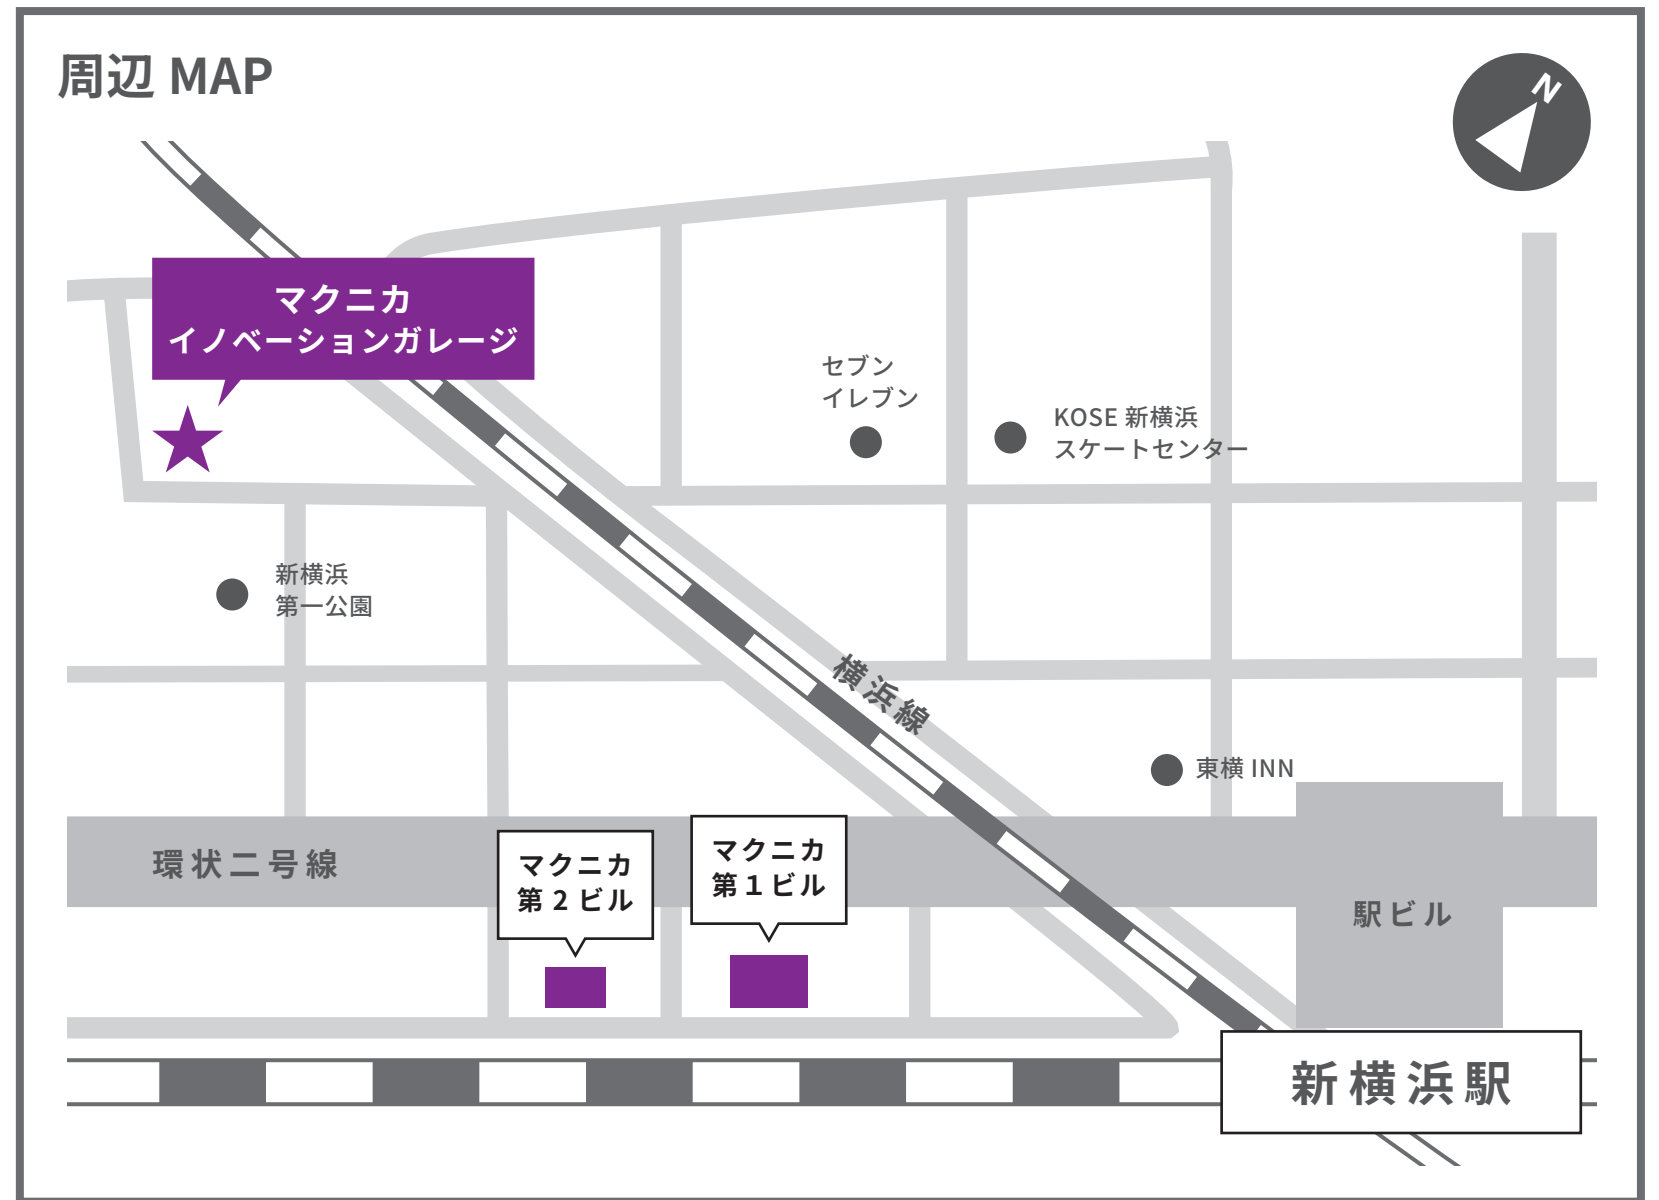 周辺 MAP
N
マクニカ
イノベーションガレージ
セブン
イレブン
KOSE 新横浜
スケートセンター
新横浜
第一公園
横浜線
東横 INN
環状二号線
マクニカ
第 2 ビル
マクニカ
第 1 ビル
駅ビル
新横浜駅